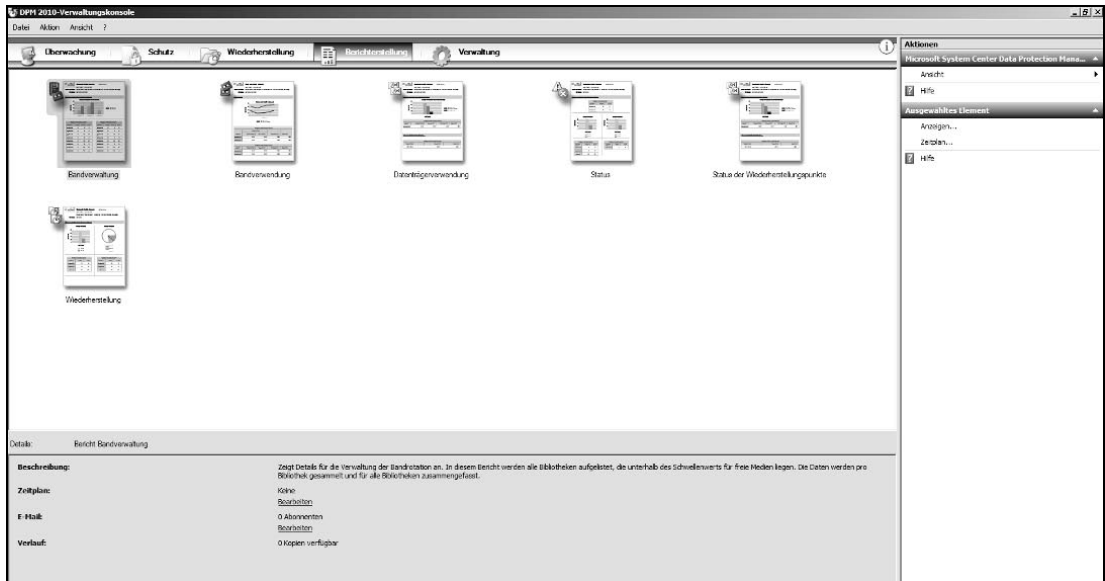 DPM 2010-Verwaltungskonsole
Datei Aktion Ansicht ?
Überwachung Schutz Wiederherstellung Berichterstellung Verwaltung
Aktionen
Microsoft System Center Data Protection Mana...
Ansicht
Hilfe
Ausgewähltes Element
Anzeigen...
Zeitplan...
Hilfe
Bandverwaltung Bandverwendung Datenträgerverwendung Status Status der Wiederherstellungspunkte
Wiederherstellung
Details: Bericht Bandverwaltung
Beschreibung: Zeigt Details für die Verwaltung der Bandrotation an. In diesem Bericht werden alle Bibliotheken aufgelistet, die unterhalb des Schwellenwerts für freie Medien liegen. Die Daten werden pro
Bibliothek gesammelt und für alle Bibliotheken zusammengefasst.
Zeitplan: Keine
Bearbeiten
E-Mail: 0 Abonnenten
Bearbeiten
Verlauf: 0 Kopien verfügbar